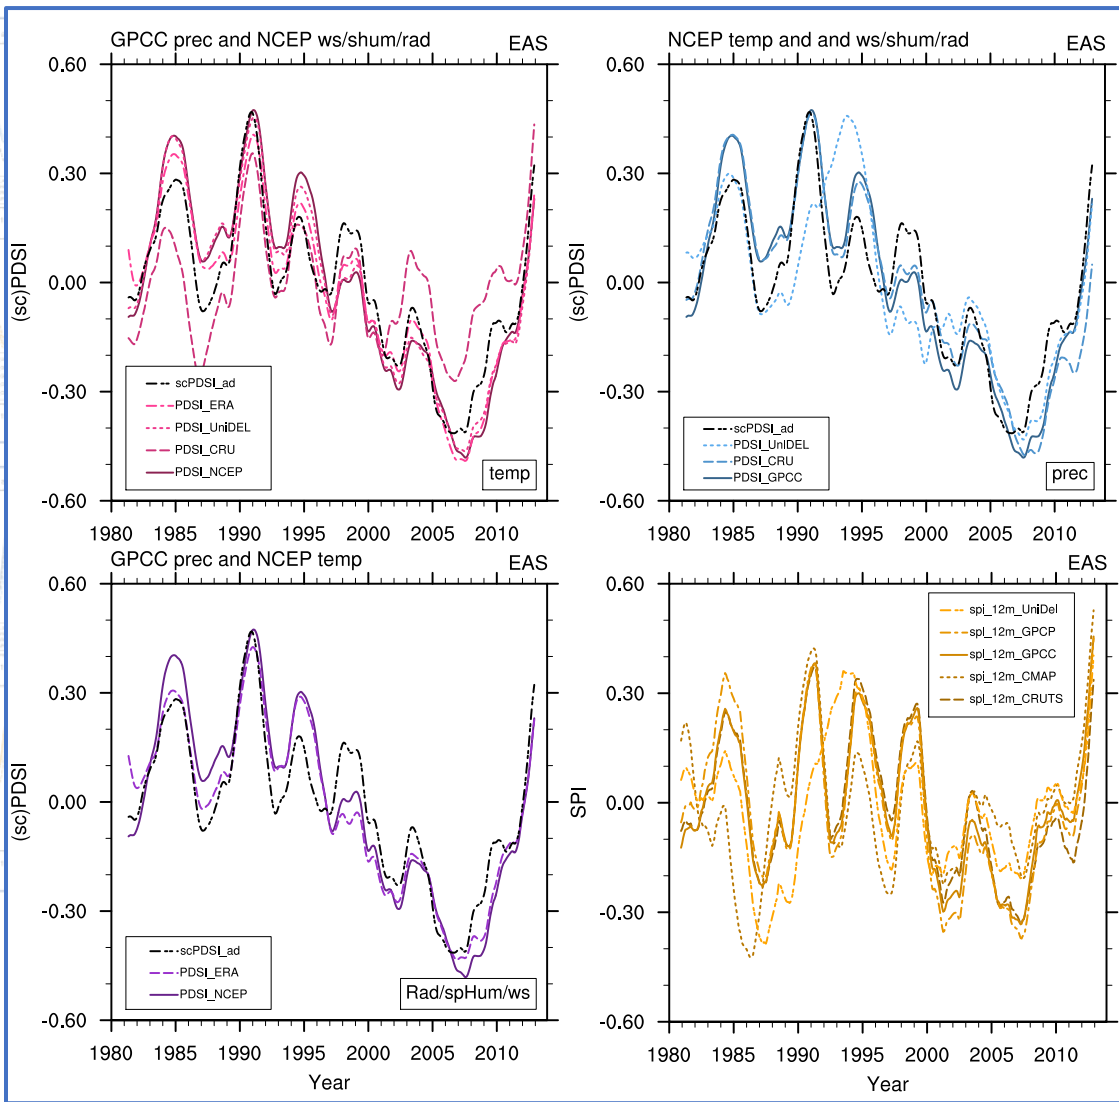 GPCC prec and NCEP ws/shum/rad EAS
(sc)PDSI
0.60
0.30
0.00
-0.30
-0.60
scPDSI_ad
PDSI_ERA
PDSI_UniDEL
PDSI_CRU
PDSI_NCEP
temp
1980 1985 1990 1995 2000 2005 2010
NCEP temp and and ws/shum/rad EAS
(sc)PDSI
0.60
0.30
0.00
-0.30
-0.60
scPDSI_ad
PDSI_UnIDEL
PDSI_CRU
PDSI_GPCC
prec
1980 1985 1990 1995 2000 2005 2010
GPCC prec and NCEP temp EAS
(sc)PDSI
0.60
0.30
0.00
-0.30
-0.60
scPDSI_ad
PDSI_ERA
PDSI_NCEP
Rad/spHum/ws
1980 1985 1990 1995 2000 2005 2010
Year
EAS
SPI
0.60
0.30
0.00
-0.30
-0.60
spi_12m_UniDel
spl_12m_GPCP
spl_12m_GPCC
spi_12m_CMAP
spl_12m_CRUTS
1980 1985 1990 1995 2000 2005 2010
Year